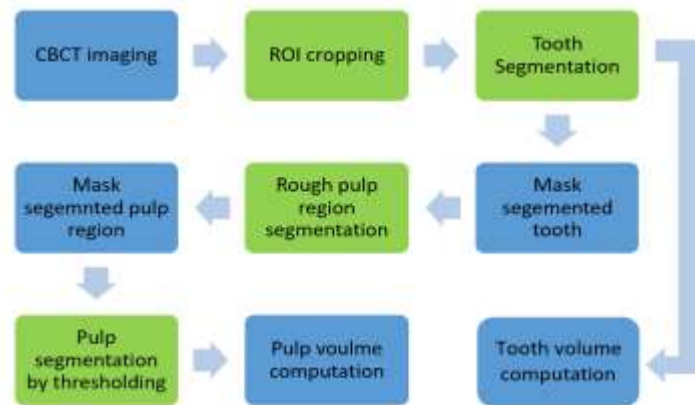 CBCT imaging
ROI cropping
Tooth
Segmentation
Mask
segemented
tooth
Rough pulp
region
segmentation
Mask
segemnted pulp
region
Pulp
segmentation
by thresholding
Pulp voulme
computation
Tooth volume
computation